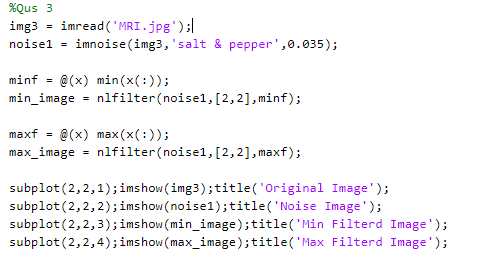 %Qus 3
img3 = imread('MRI.jpg');
noise1 = imnoise(img3,'salt & pepper',0.035);
minf = @(x) min(x(:));
min_image = nlfilter(noise1,[2,2],minf);
maxf = @(x) max(x(:));
max_image = nlfilter(noise1,[2,2],maxf);
subplot(2,2,1);imshow(img3);title('Original Image');
subplot(2,2,2);imshow(noise1);title('Noise Image');
subplot(2,2,3);imshow(min_image);title('Min Filterd Image');
subplot(2,2,4);imshow(max_image);title('Max Filterd Image');